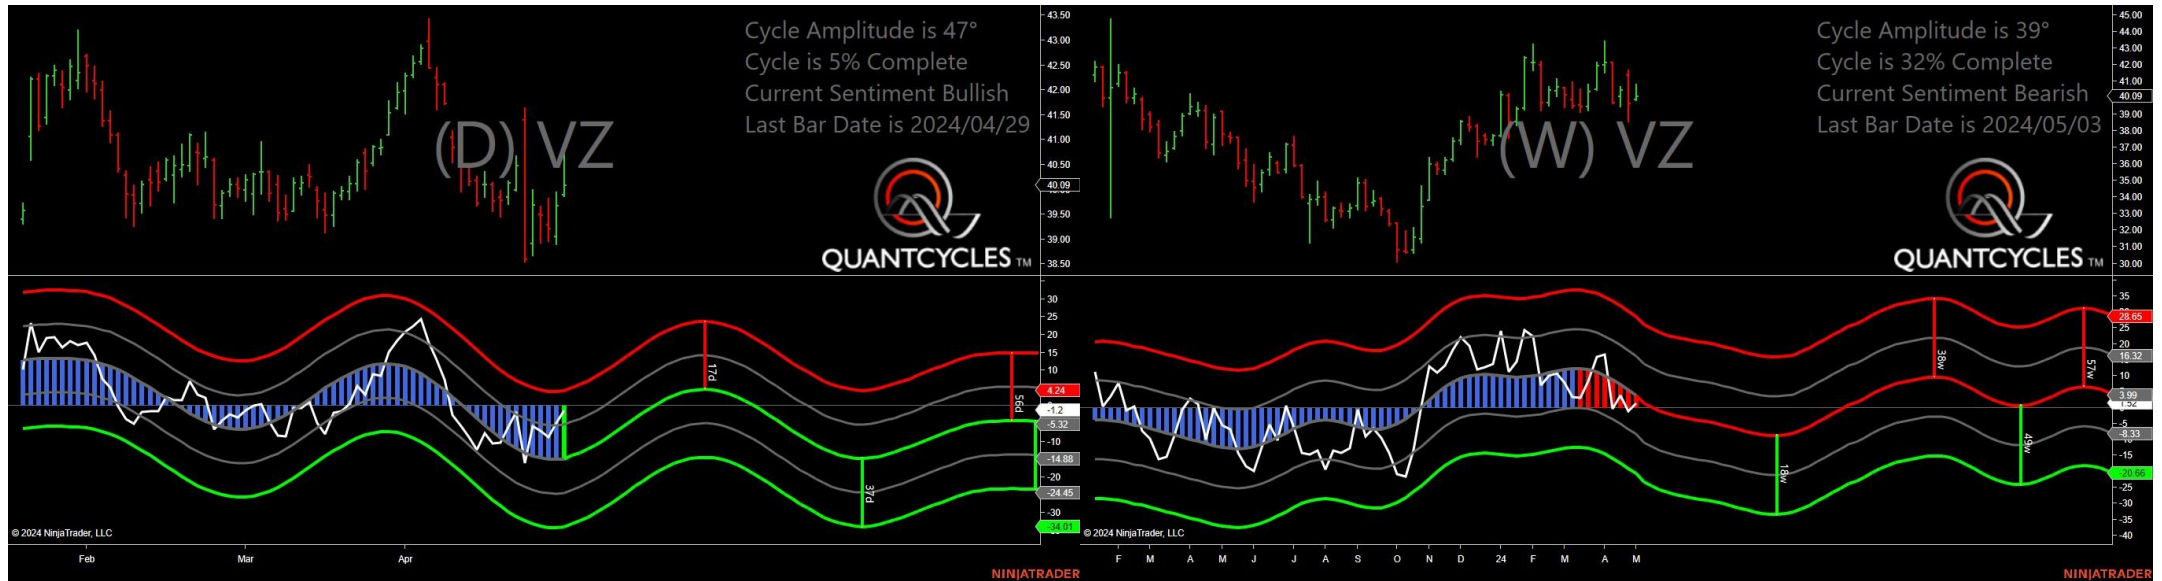 Cycle Amplitude is 47°
Cycle is 5% Complete
Current Sentiment Bullish
Last Bar Date is 2024/04/29
(D) VZ
QUANTCYCLES TM
43.50
43.00
42.50
42.00
41.50
41.00
40.50
40.09
39.50
39.00
38.50
30
25
20
15
10
4.24
-1.2
-5.32
-10
-14.88
-20
-24.45
-30
-34.01
17d
37d
56d
© 2024 NinjaTrader, LLC
Feb
Mar
Apr
NINJATRADER
Cycle Amplitude is 39°
Cycle is 32% Complete
Current Sentiment Bearish
Last Bar Date is 2024/05/03
(W) VZ
QUANTCYCLES TM
45.00
44.00
43.00
42.00
41.00
40.09
39.00
38.00
37.00
36.00
35.00
34.00
33.00
32.00
31.00
30.00
35
28.65
25
20
16.32
10
3.99
1.52
-5
-8.33
-15
-20.66
-25
-30
-35
-40
18w
38w
49w
57w
© 2024 NinjaTrader, LLC
F M A M J J A S O N D 24 F M A M
NINJATRADER